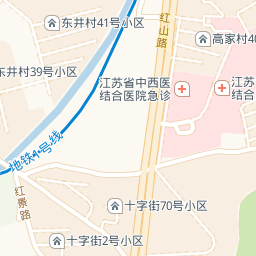 东井村41号小区
红山路
高家村40
江苏省中西医
结合医院急诊
江苏
结合
东井村39号小区
地铁1号线
红景路
十字街70号小区
十字街2号小区